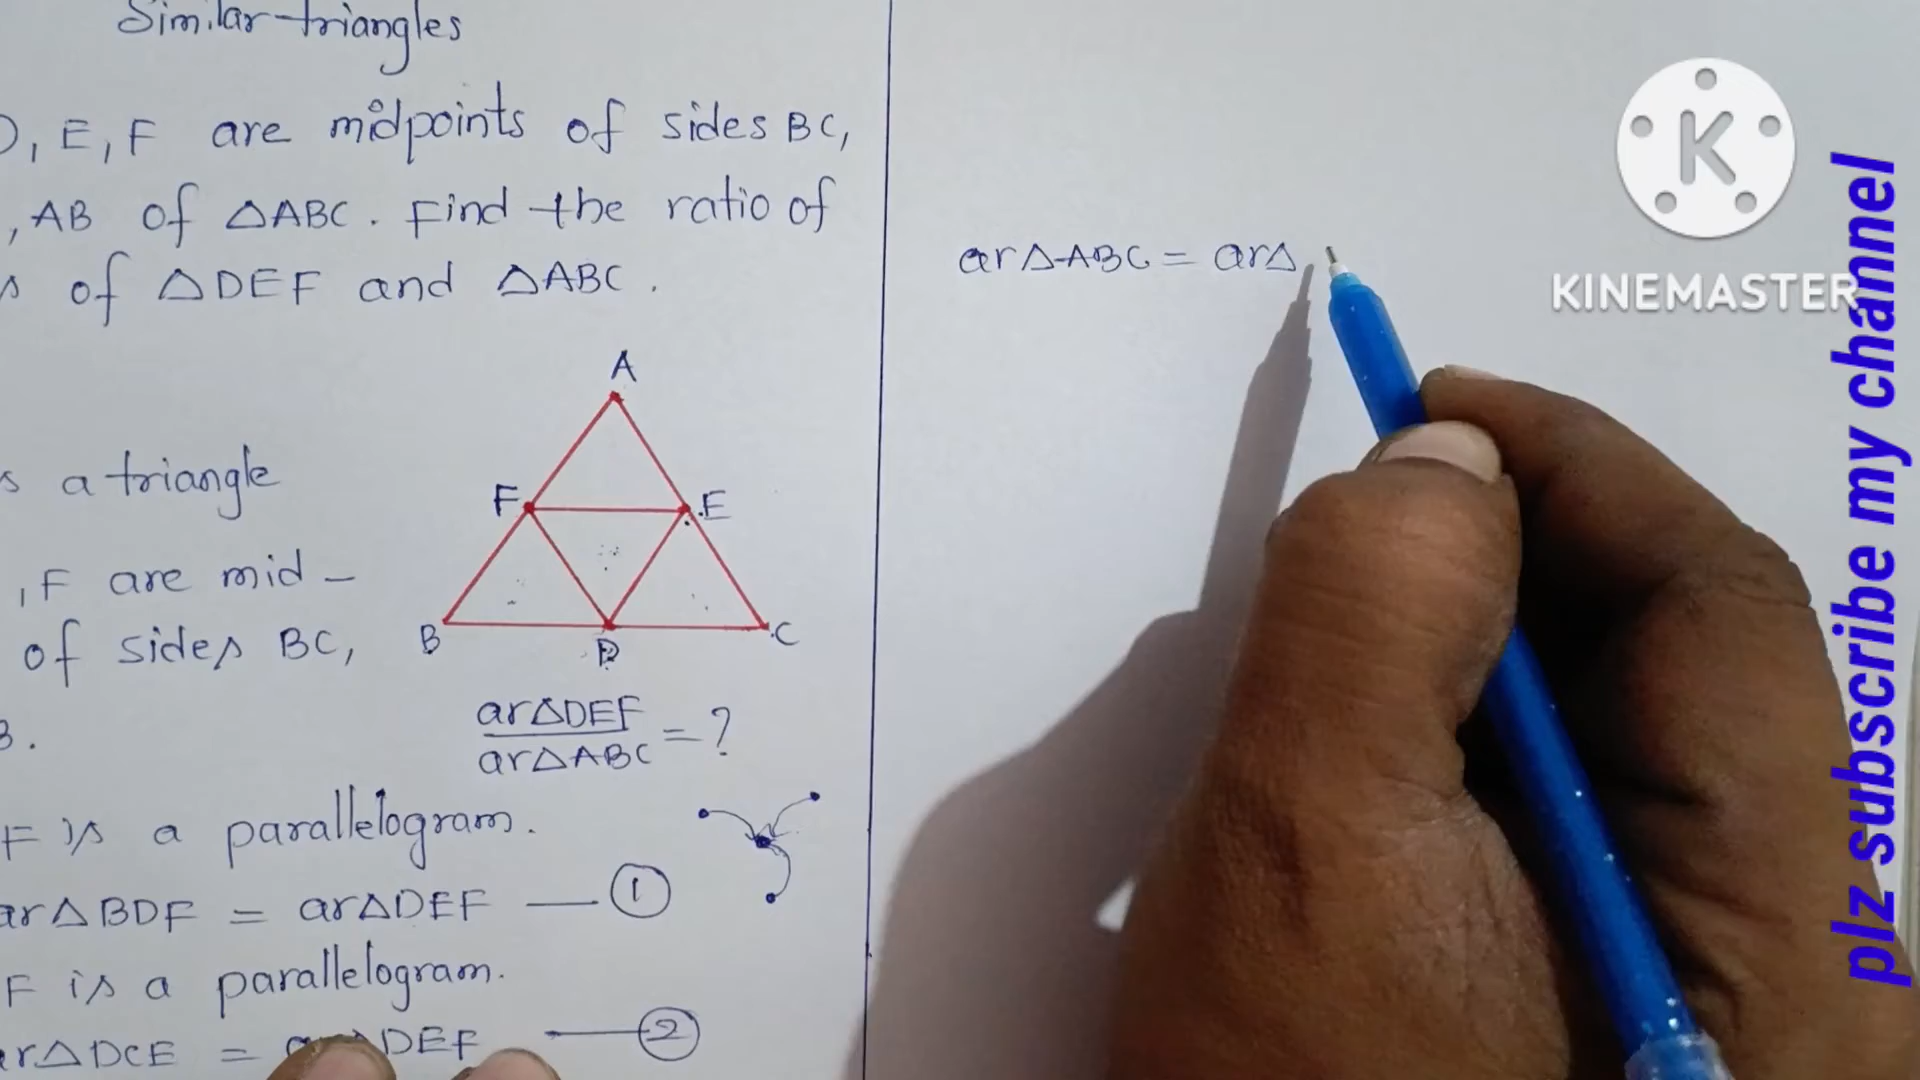 Similar triangles
D, E, F are midpoints of sides BC,
, AB of △ABC. Find the ratio of
s of △DEF and △ABC.
A
s a triangle
F
E
, F are mid -
of sides BC,
B
D
C
ar△DEF
ar△ABC
= ?
B.
F is a parallelogram.
ar△BDF = ar△DEF — ①
F is a parallelogram.
ar△DCE = DEF — ②
ar△ABC = ar△
K
KINEMASTER
plz subscribe my channel